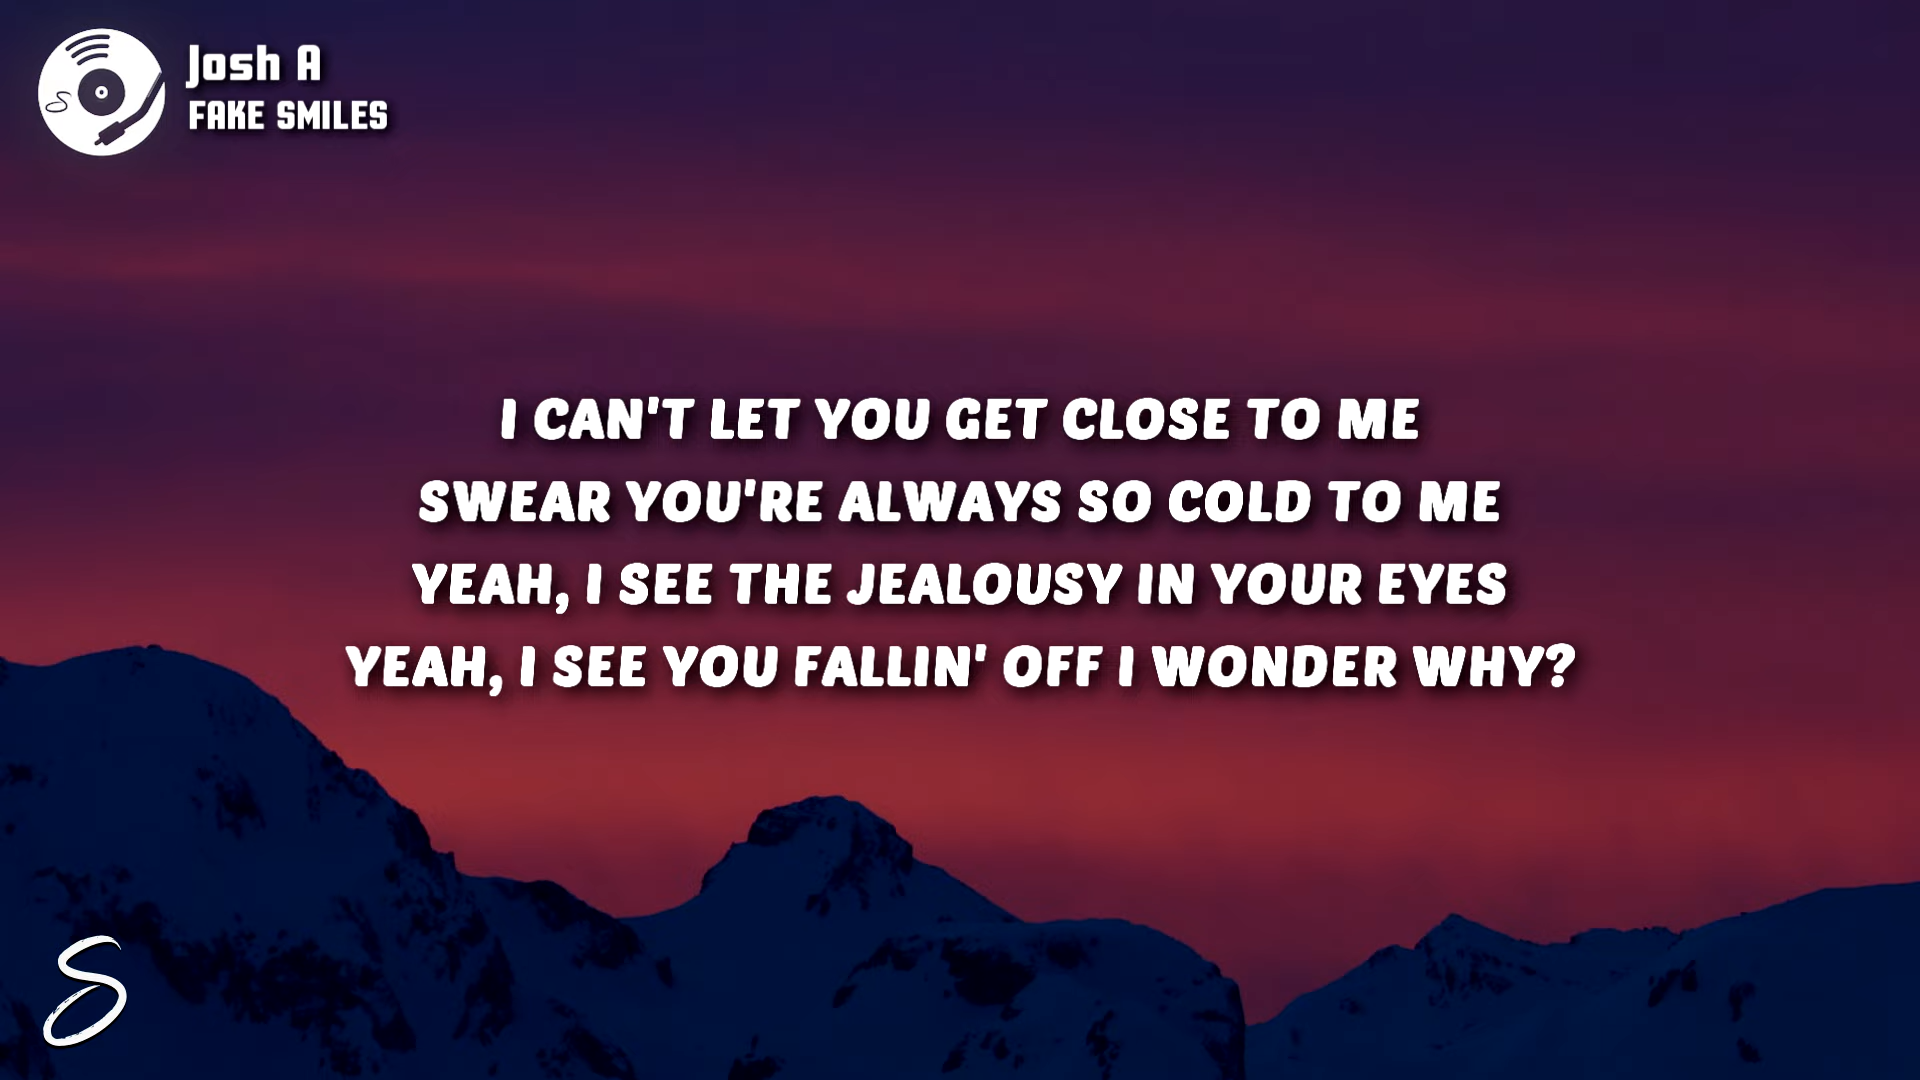 Josh A
FAKE SMILES
I CAN'T LET YOU GET CLOSE TO ME
SWEAR YOU'RE ALWAYS SO COLD TO ME
YEAH, I SEE THE JEALOUSY IN YOUR EYES
YEAH, I SEE YOU FALLIN' OFF I WONDER WHY?
S